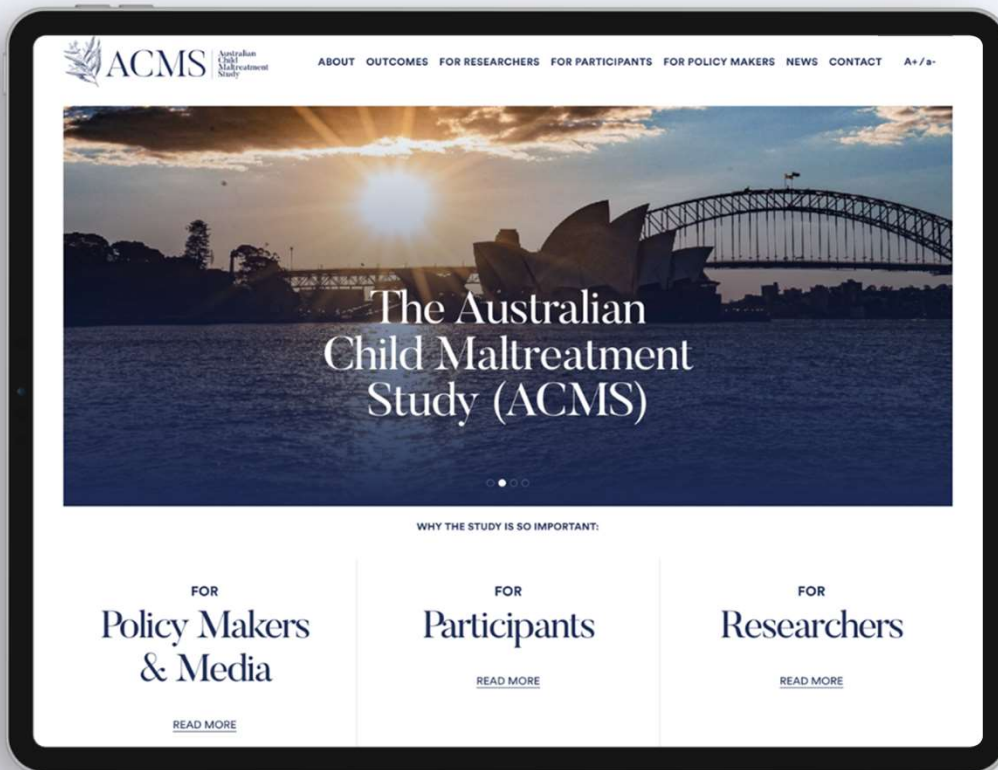 ACMS
Australian
Child
Maltreatment
Study
ABOUT OUTCOMES FOR RESEARCHERS FOR PARTICIPANTS FOR POLICY MAKERS NEWS CONTACT A+/a-
The Australian
Child Maltreatment
Study (ACMS)
WHY THE STUDY IS SO IMPORTANT:
FOR
Policy Makers
& Media
READ MORE
FOR
Participants
READ MORE
FOR
Researchers
READ MORE